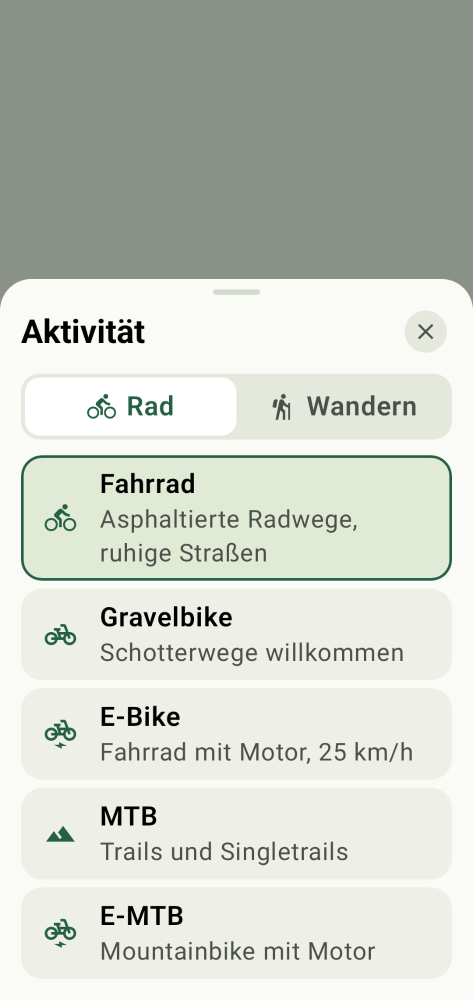 Aktivität
Rad
Wandern
Fahrrad
Asphaltierte Radwege,
ruhige Straßen
Gravelbike
Schotterwege willkommen
E-Bike
Fahrrad mit Motor, 25 km/h
MTB
Trails und Singletrails
E-MTB
Mountainbike mit Motor